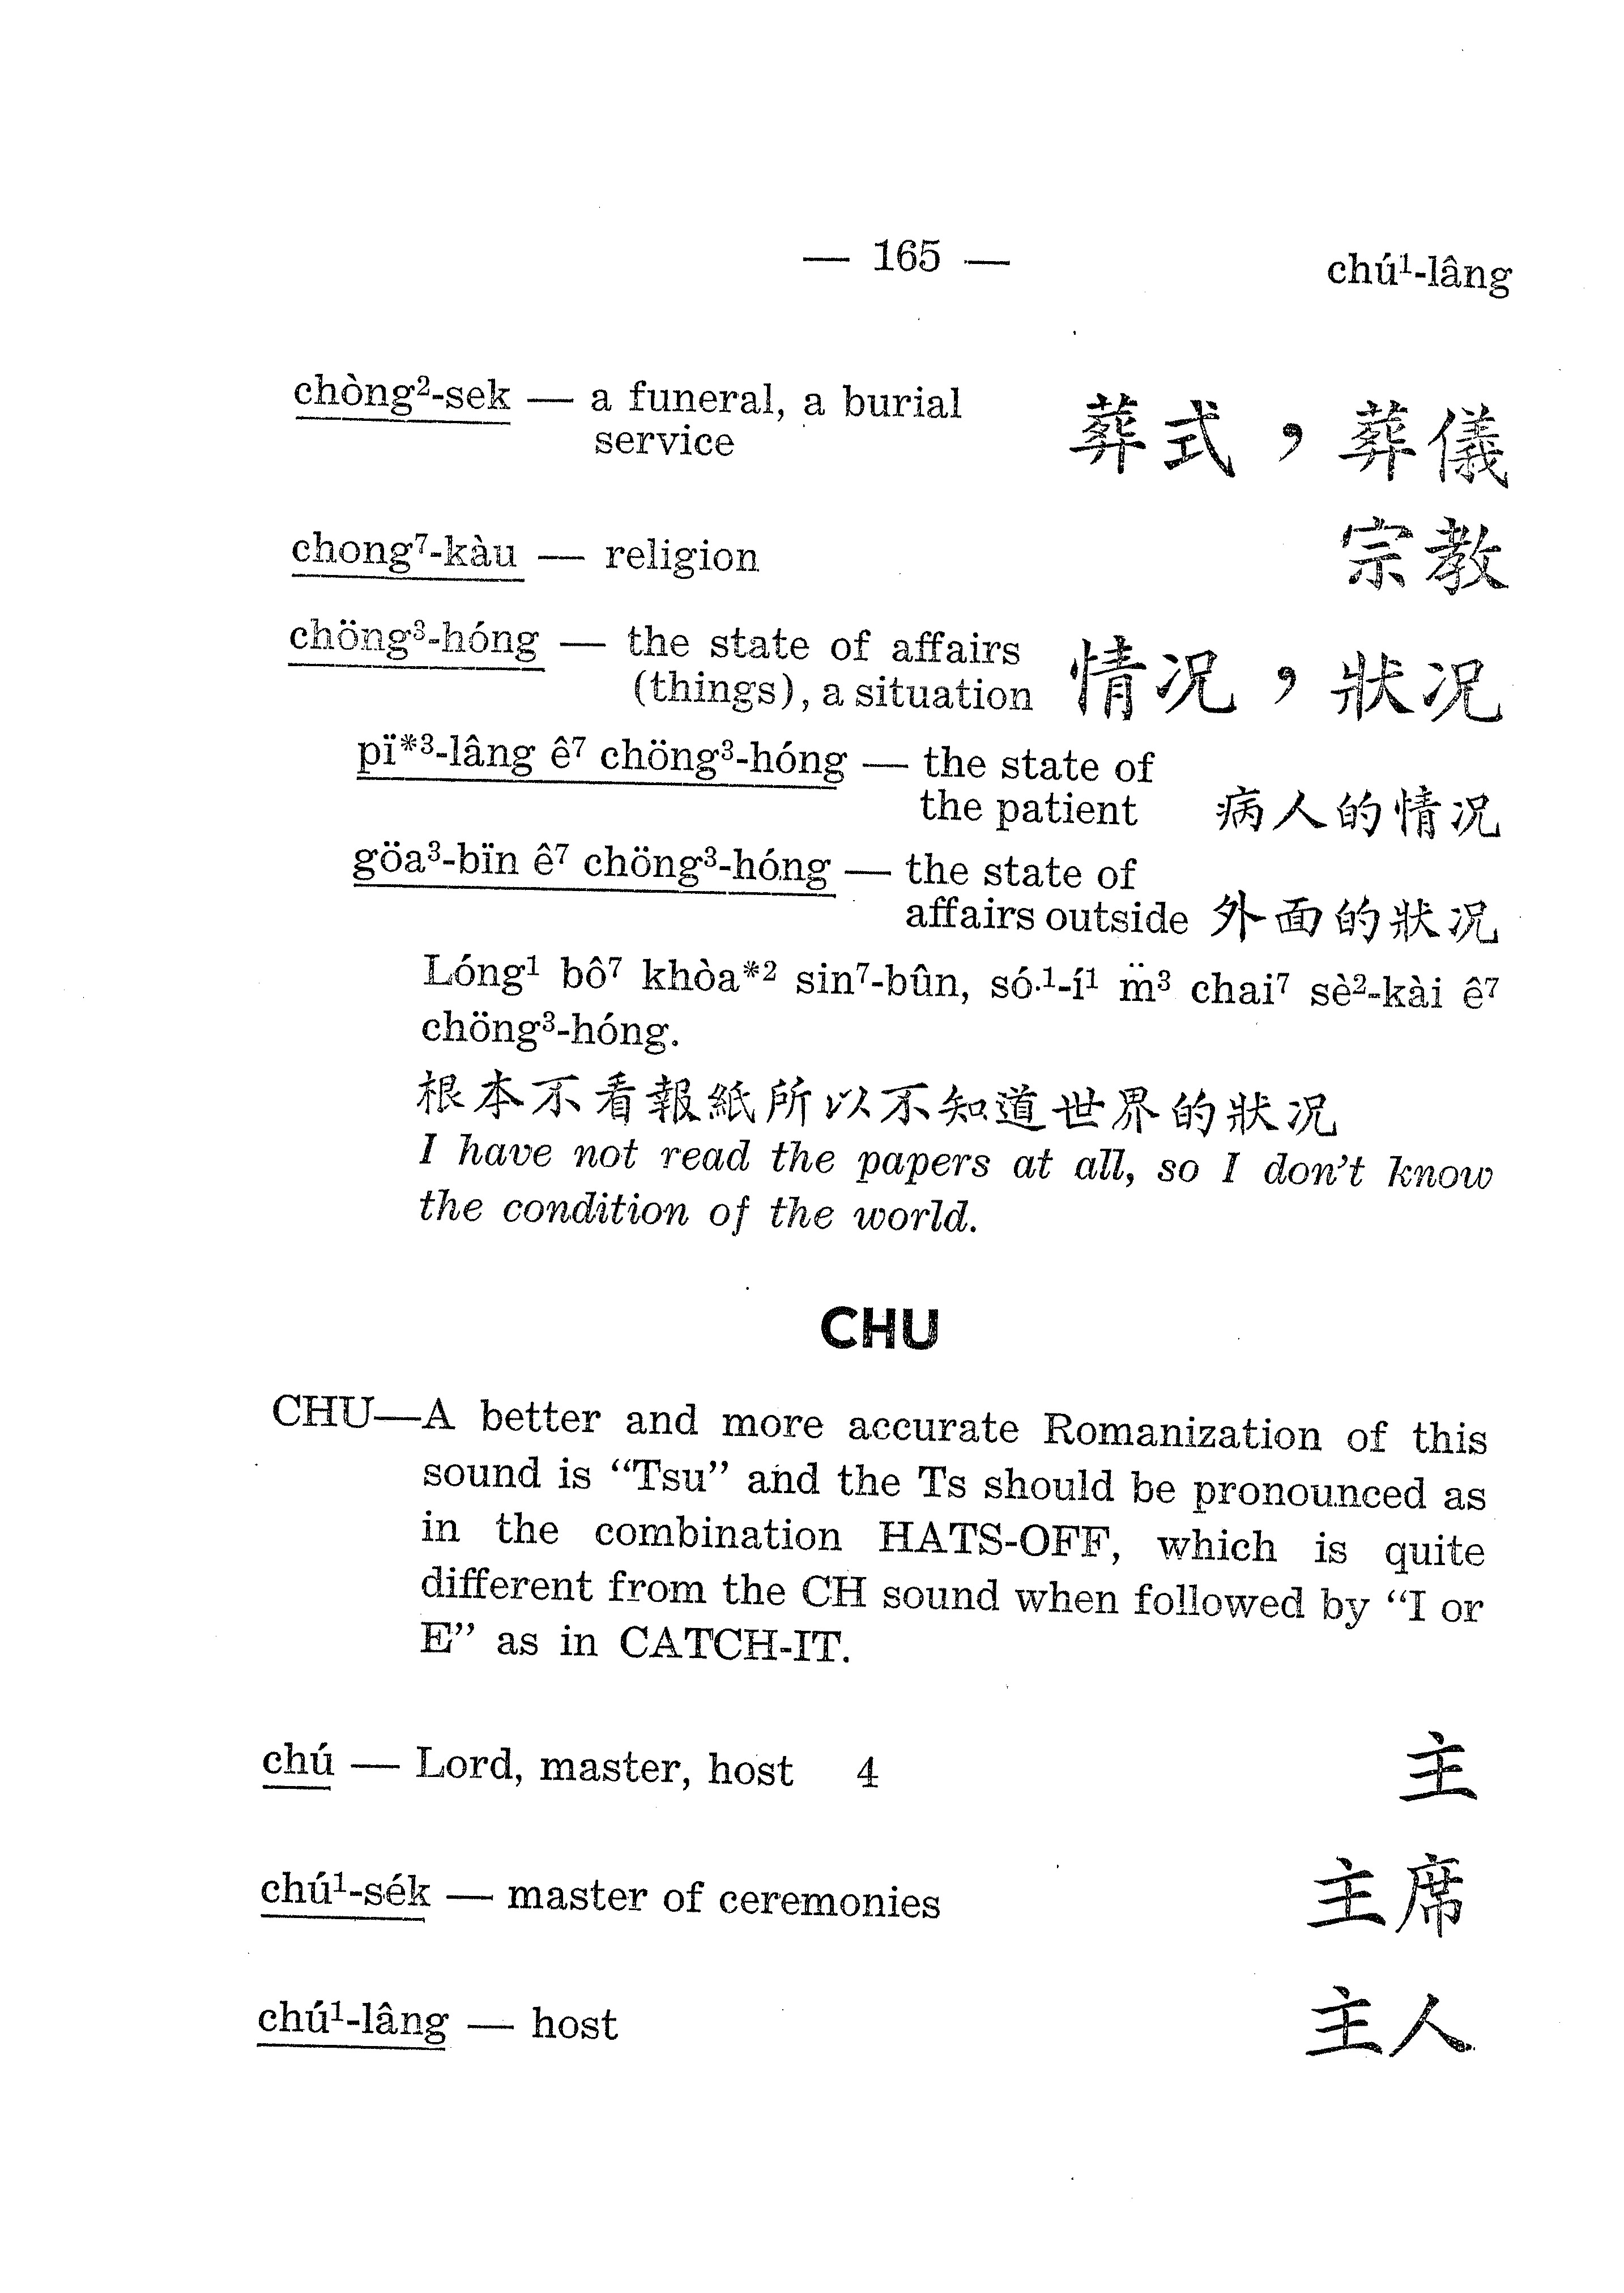 — 165 —
chú¹-lâng
chòng²-sek — a funeral, a burial
service
葬式，葬儀
chong⁷-kàu — religion
宗教
chöng³-hóng — the state of affairs
(things), a situation
情况，狀况
pï*³-lâng ê⁷ chöng³-hóng — the state of
the patient
病人的情况
göa³-bïn ê⁷ chöng³-hóng — the state of
affairs outside
外面的狀况
Lóng¹ bô⁷ khòa*² sin⁷-bûn, só·¹-í¹ m̈³ chai⁷ sè²-kài ê⁷
chöng³-hóng.
根本不看報紙所以不知道世界的狀况
I have not read the papers at all, so I don't know
the condition of the world.
CHU
CHU—A better and more accurate Romanization of this
sound is “Tsu” and the Ts should be pronounced as
in the combination HATS-OFF, which is quite
different from the CH sound when followed by “I or
E” as in CATCH-IT.
chú — Lord, master, host 4
主
chú¹-sék — master of ceremonies
主席
chú¹-lâng — host
主人